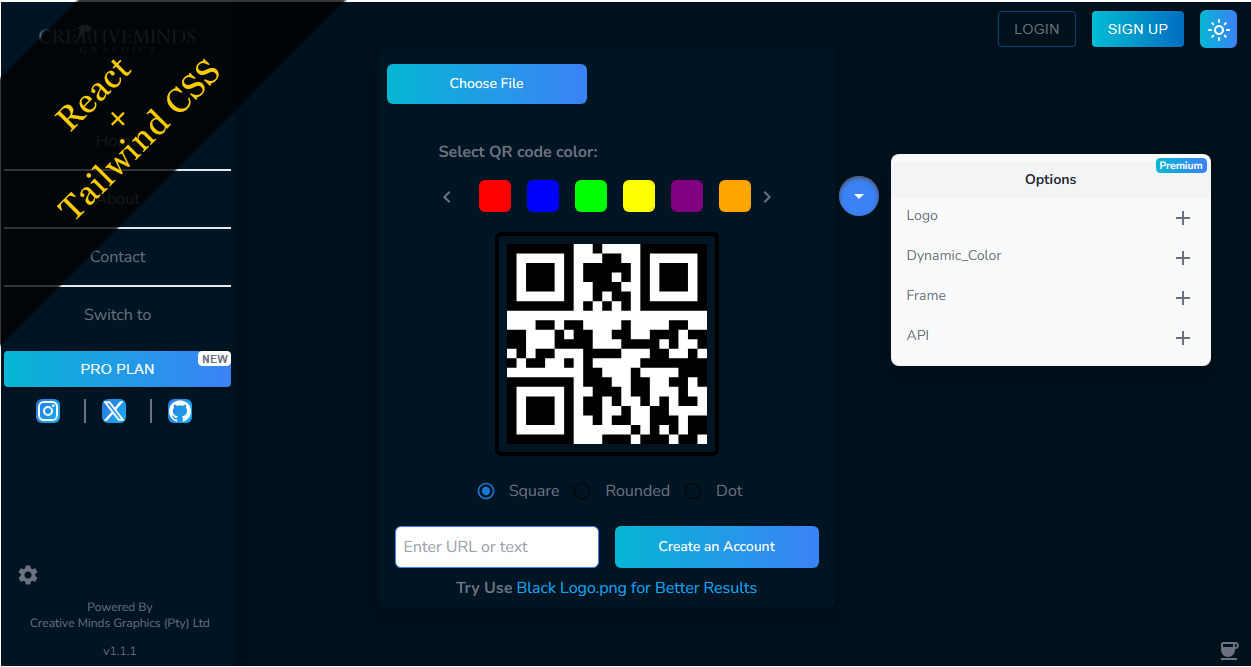 CREATIVEMINDS
GRAPHICS
React
+
Tailwind CSS
Home
About
Contact
Switch to
PRO PLAN
NEW
Powered By
Creative Minds Graphics (Pty) Ltd
v1.1.1
LOGIN
SIGN UP
Choose File
Select QR code color:
Square
Rounded
Dot
Enter URL or text
Create an Account
Try Use Black Logo.png for Better Results
Premium
Options
Logo
Dynamic_Color
Frame
API